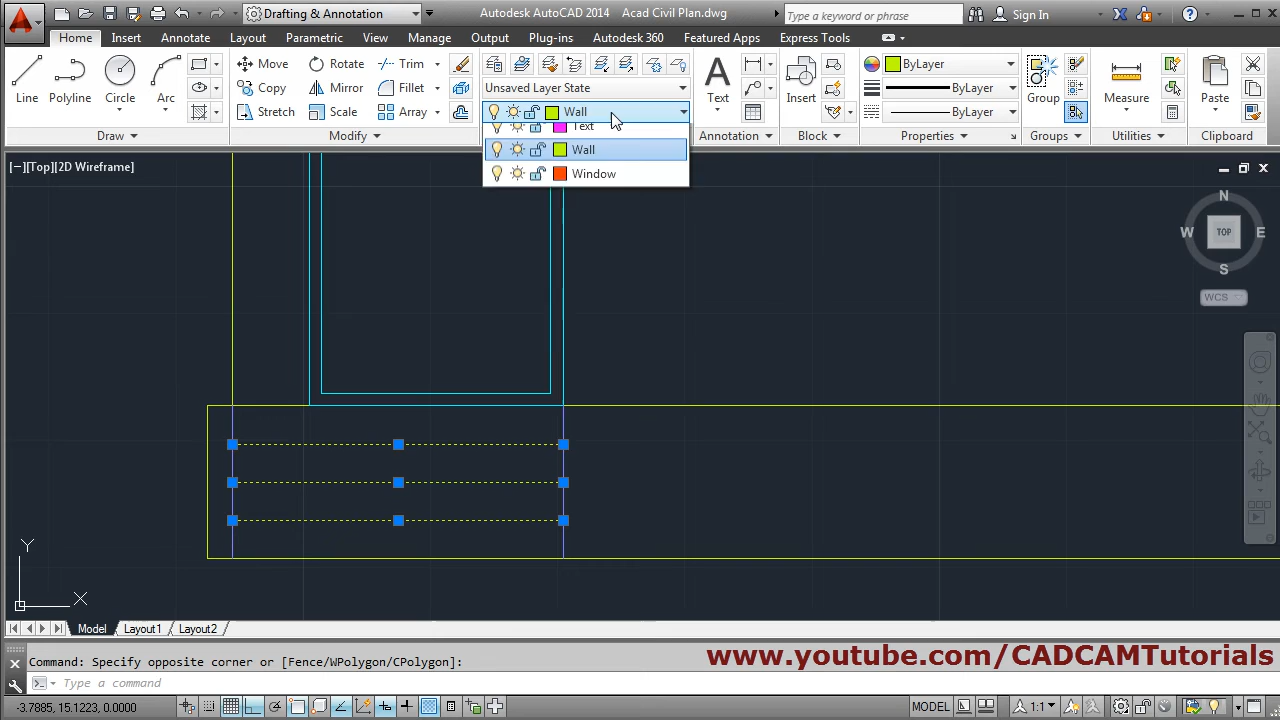 Drafting & Annotation
Autodesk AutoCAD 2014 Acad Civil Plan.dwg
Type a keyword or phrase
Sign In
Home
Insert
Annotate
Layout
Parametric
View
Manage
Output
Plug-ins
Autodesk 360
Featured Apps
Express Tools
Line
Polyline
Circle
Arc
Draw
Move
Rotate
Trim
Copy
Mirror
Fillet
Stretch
Scale
Array
Modify
Unsaved Layer State
Wall
Text
Wall
Window
Text
Annotation
Insert
Block
ByLayer
ByLayer
ByLayer
Properties
Group
Groups
Measure
Utilities
Paste
Clipboard
[−][Top][2D Wireframe]
N
W
TOP
E
S
WCS
Y
X
Model
Layout1
Layout2
Command: Specify opposite corner or [Fence/WPolygon/CPolygon]:
Type a command
www.youtube.com/CADCAMTutorials
-3.7895, 15.1223, 0.0000
MODEL
1:1